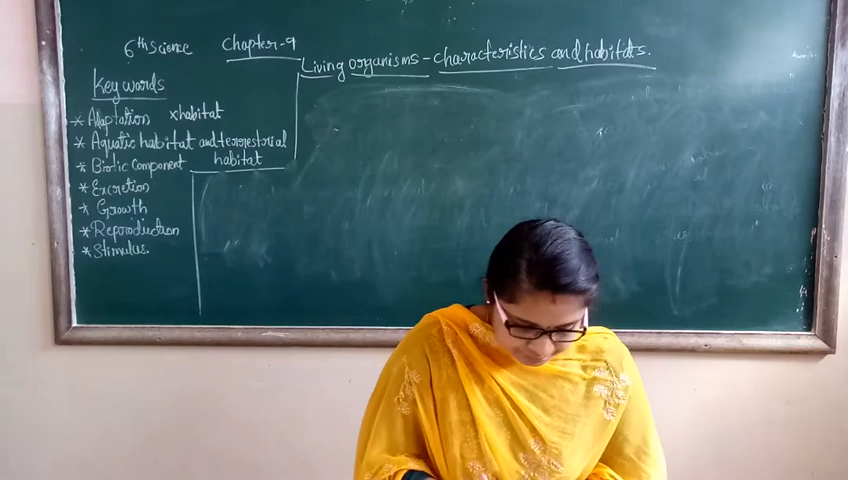 6th Science Chapter-9
Living organisms - characteristics and habitats.
Key words
* Adaptation x habitat
* Aquatic habitat and terrestorial
habitat
* Biotic component
* Excretion
* Growth
* Reproduction
* Stimulus.